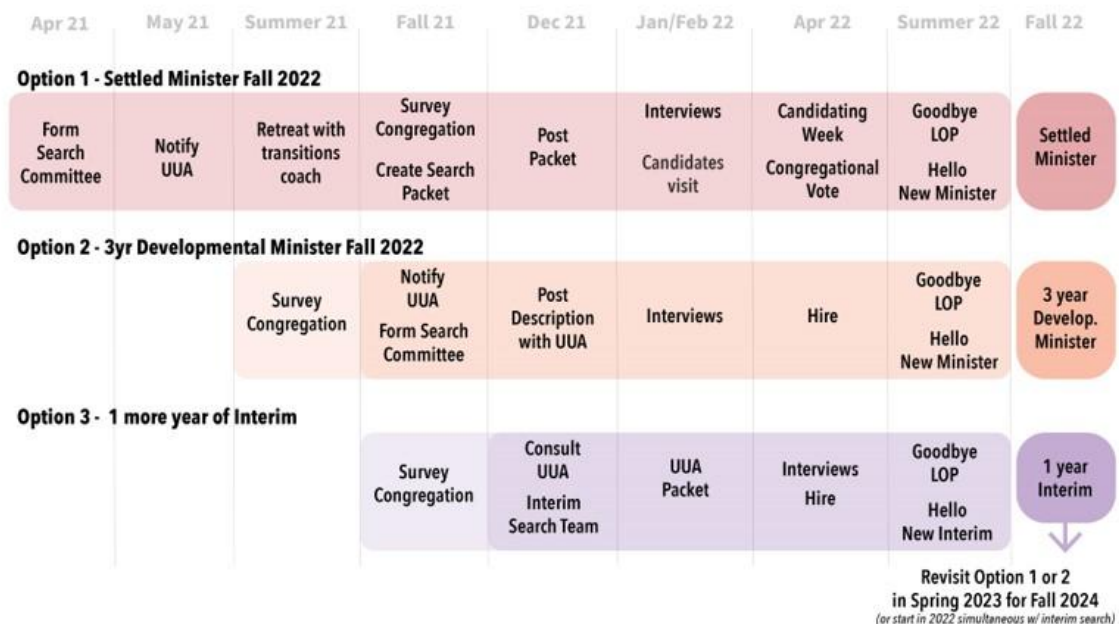 Apr 21 May 21 Summer 21 Fall 21 Dec 21 Jan/Feb 22 Apr 22 Summer 22 Fall 22
Option 1 - Settled Minister Fall 2022
Form
Search
Committee
Notify
UUA
Retreat with
transitions
coach
Survey
Congregation
Create Search
Packet
Post
Packet
Interviews
Candidates
visit
Candidating
Week
Congregational
Vote
Goodbye
LOP
Hello
New Minister
Settled
Minister
Option 2 - 3yr Developmental Minister Fall 2022
Survey
Congregation
Notify
UUA
Form Search
Committee
Post
Description
with UUA
Interviews
Hire
Goodbye
LOP
Hello
New Minister
3 year
Develop.
Minister
Option 3 - 1 more year of Interim
Survey
Congregation
Consult
UUA
Interim
Search Team
UUA
Packet
Interviews
Hire
Goodbye
LOP
Hello
New Interim
1 year
Interim
Revisit Option 1 or 2
in Spring 2023 for Fall 2024
(or start in 2022 simultaneous w/ interim search)